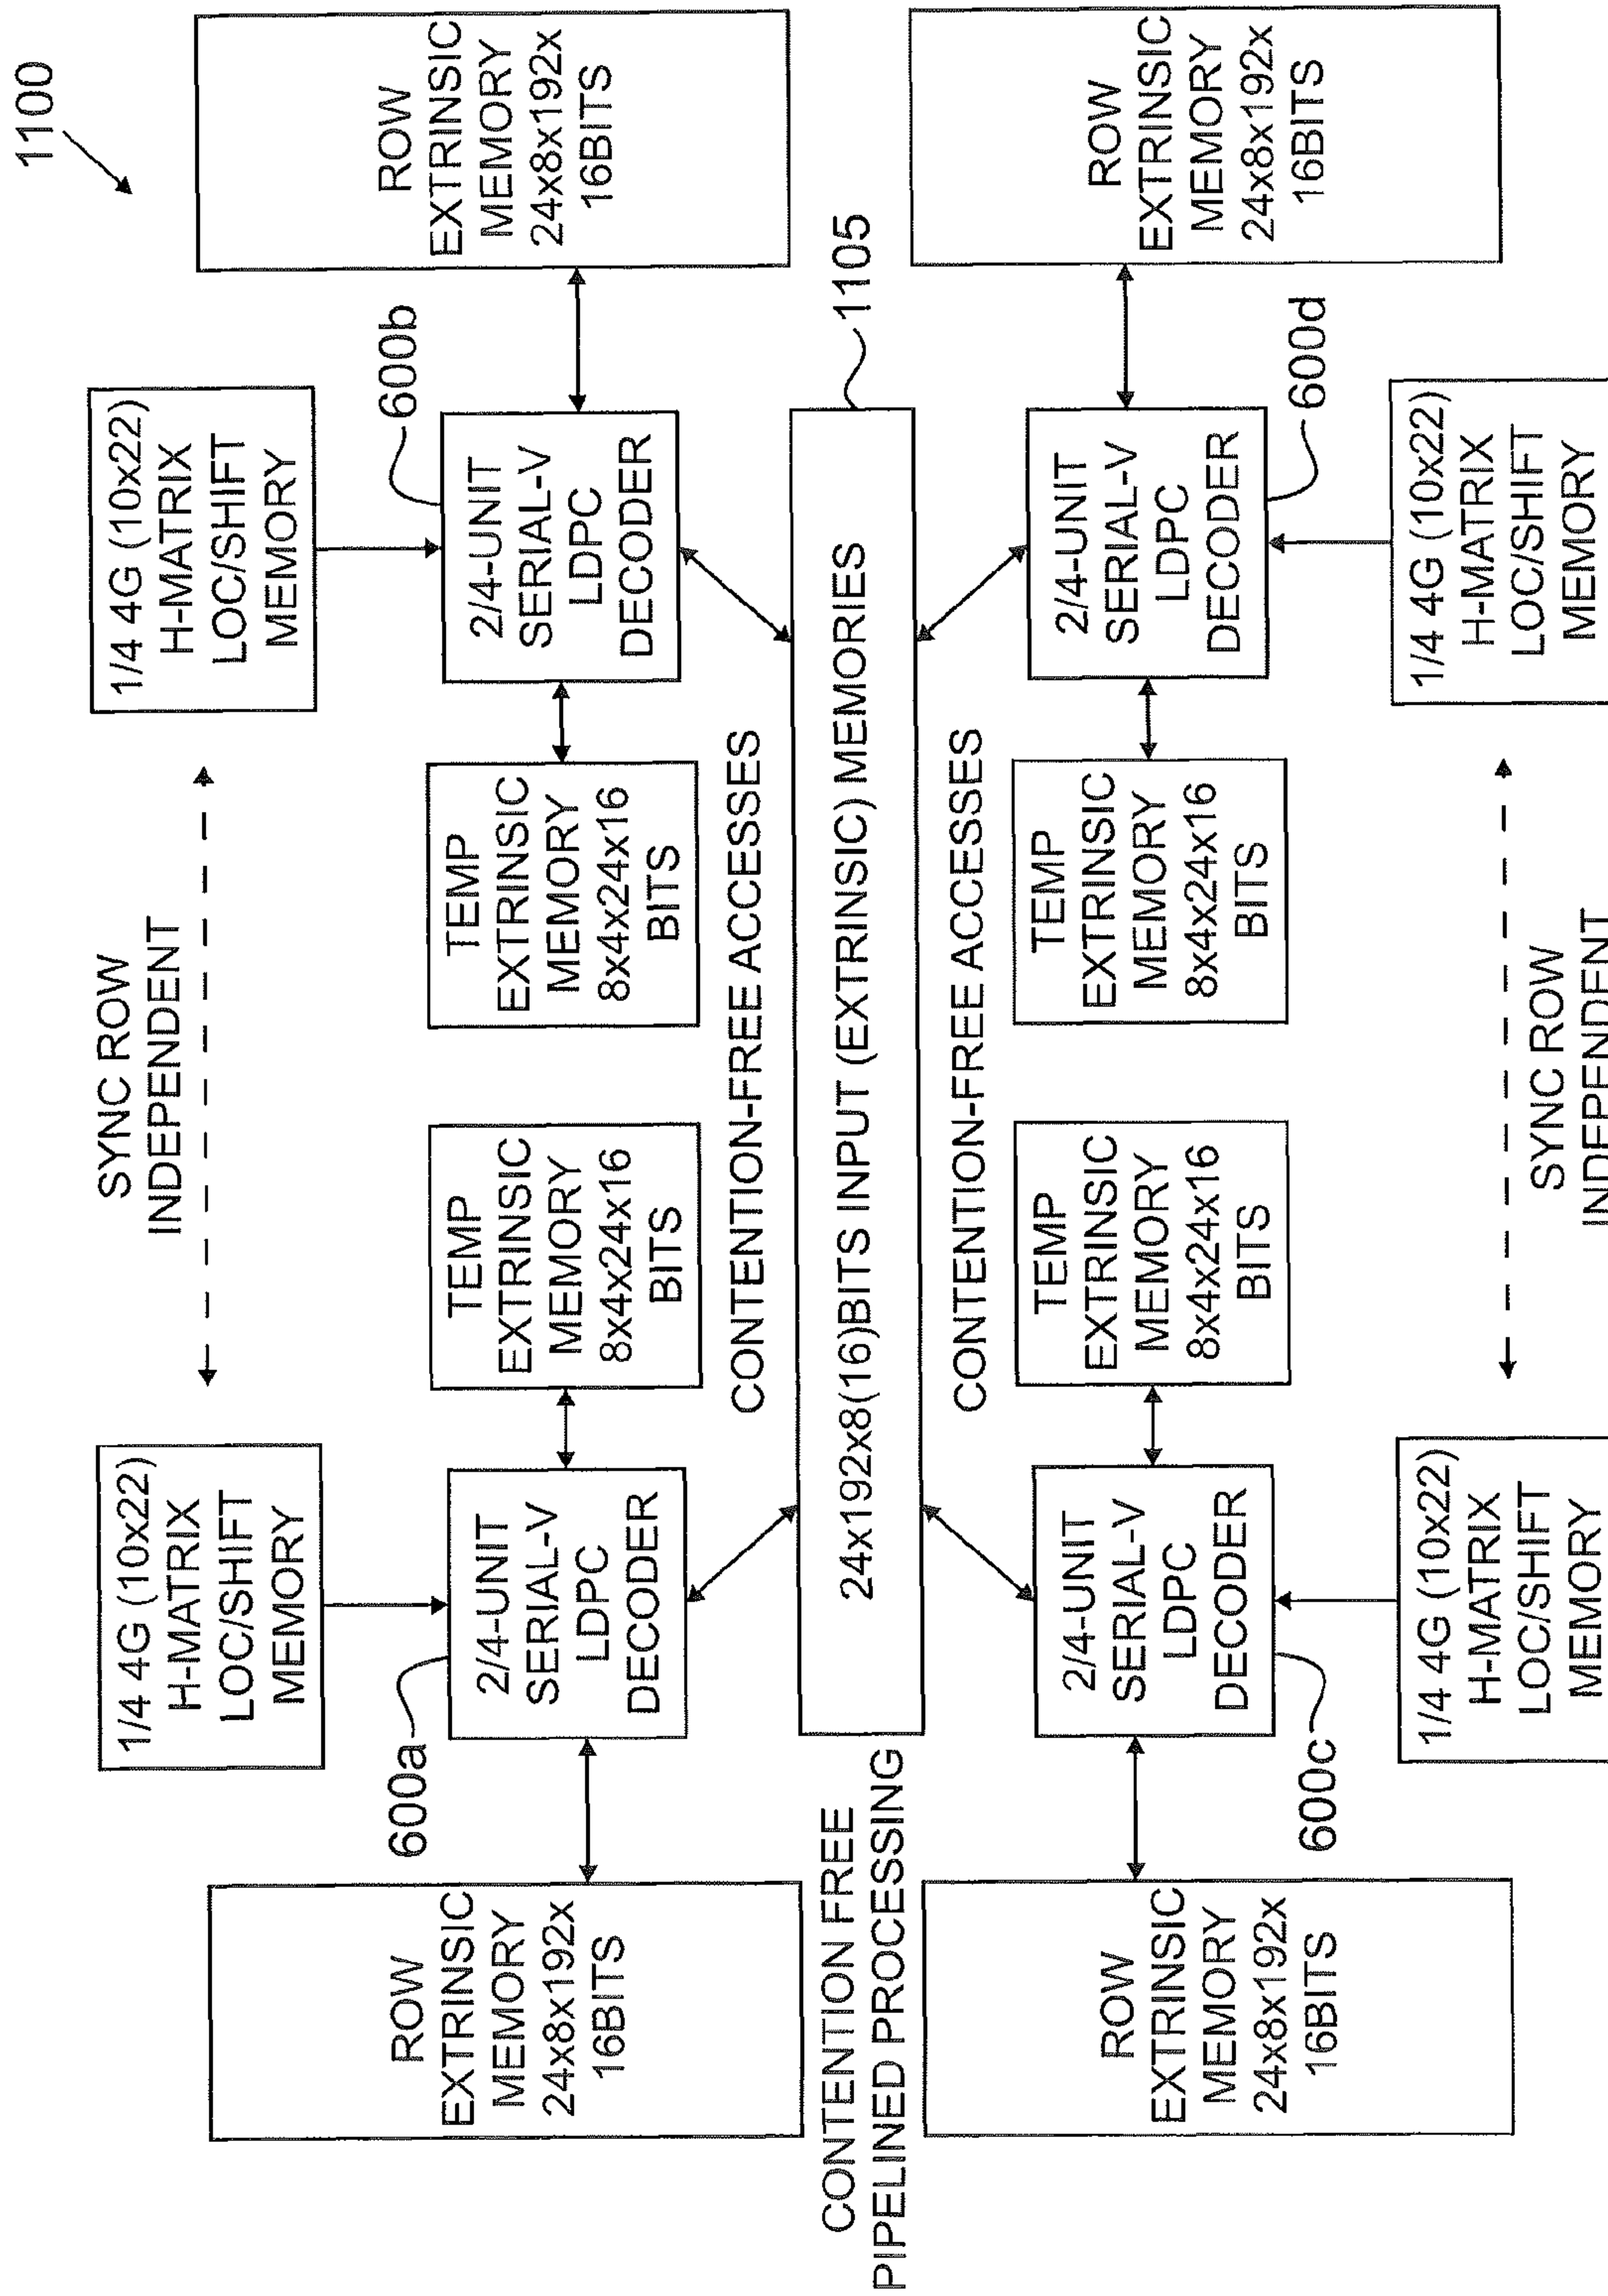 1100
SYNC ROW
INDEPENDENT
1/4 4G (10x22)
H-MATRIX
LOC/SHIFT
MEMORY
1/4 4G (10x22)
H-MATRIX
LOC/SHIFT
MEMORY
ROW
EXTRINSIC
MEMORY
24x8x192x
16BITS
600a
2/4-UNIT
SERIAL-V
LDPC
DECODER
TEMP
EXTRINSIC
MEMORY
8x4x24x16
BITS
TEMP
EXTRINSIC
MEMORY
8x4x24x16
BITS
2/4-UNIT
SERIAL-V
LDPC
DECODER
600b
ROW
EXTRINSIC
MEMORY
24x8x192x
16BITS
CONTENTION-FREE ACCESSES
CONTENTION FREE
PIPELINED PROCESSING
24x192x8(16)BITS INPUT (EXTRINSIC) MEMORIES
1105
CONTENTION-FREE ACCESSES
ROW
EXTRINSIC
MEMORY
24x8x192x
16BITS
600c
2/4-UNIT
SERIAL-V
LDPC
DECODER
TEMP
EXTRINSIC
MEMORY
8x4x24x16
BITS
TEMP
EXTRINSIC
MEMORY
8x4x24x16
BITS
2/4-UNIT
SERIAL-V
LDPC
DECODER
600d
ROW
EXTRINSIC
MEMORY
24x8x192x
16BITS
1/4 4G (10x22)
H-MATRIX
LOC/SHIFT
MEMORY
1/4 4G (10x22)
H-MATRIX
LOC/SHIFT
MEMORY
SYNC ROW
INDEPENDENT